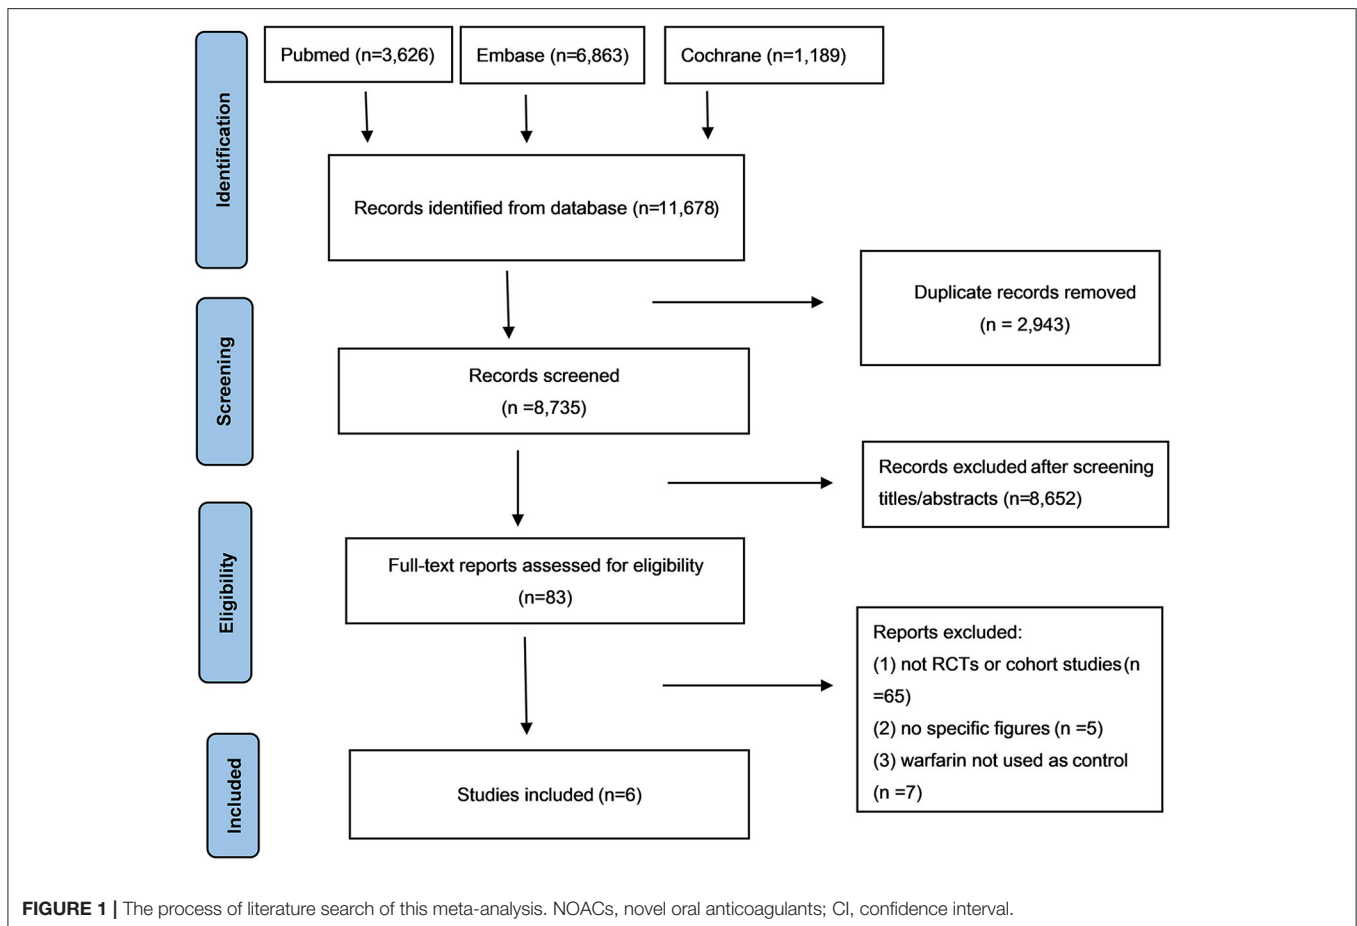 Identification
Pubmed (n=3,626)
Embase (n=6,863)
Cochrane (n=1,189)
Records identified from database (n=11,678)
Duplicate records removed
(n = 2,943)
Screening
Records screened
(n =8,735)
Records excluded after screening
titles/abstracts (n=8,652)
Eligibility
Full-text reports assessed for eligibility
(n=83)
Reports excluded:
(1) not RCTs or cohort studies (n
=65)
(2) no specific figures (n =5)
(3) warfarin not used as control
(n =7)
Included
Studies included (n=6)
FIGURE 1 | The process of literature search of this meta-analysis. NOACs, novel oral anticoagulants; CI, confidence interval.